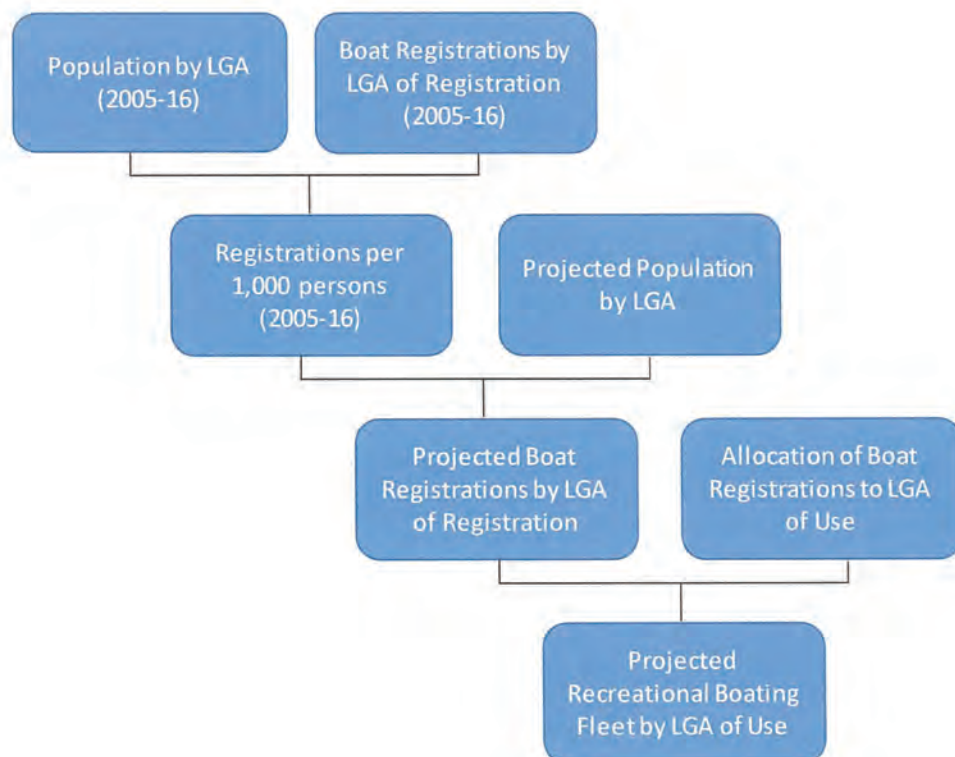 Population by LGA
(2005-16)
Boat Registrations by
LGA of Registration
(2005-16)
Registrations per
1,000 persons
(2005-16)
Projected Population
by LGA
Projected Boat
Registrations by LGA
of Registration
Allocation of Boat
Registrations to LGA
of Use
Projected
Recreational Boating
Fleet by LGA of Use